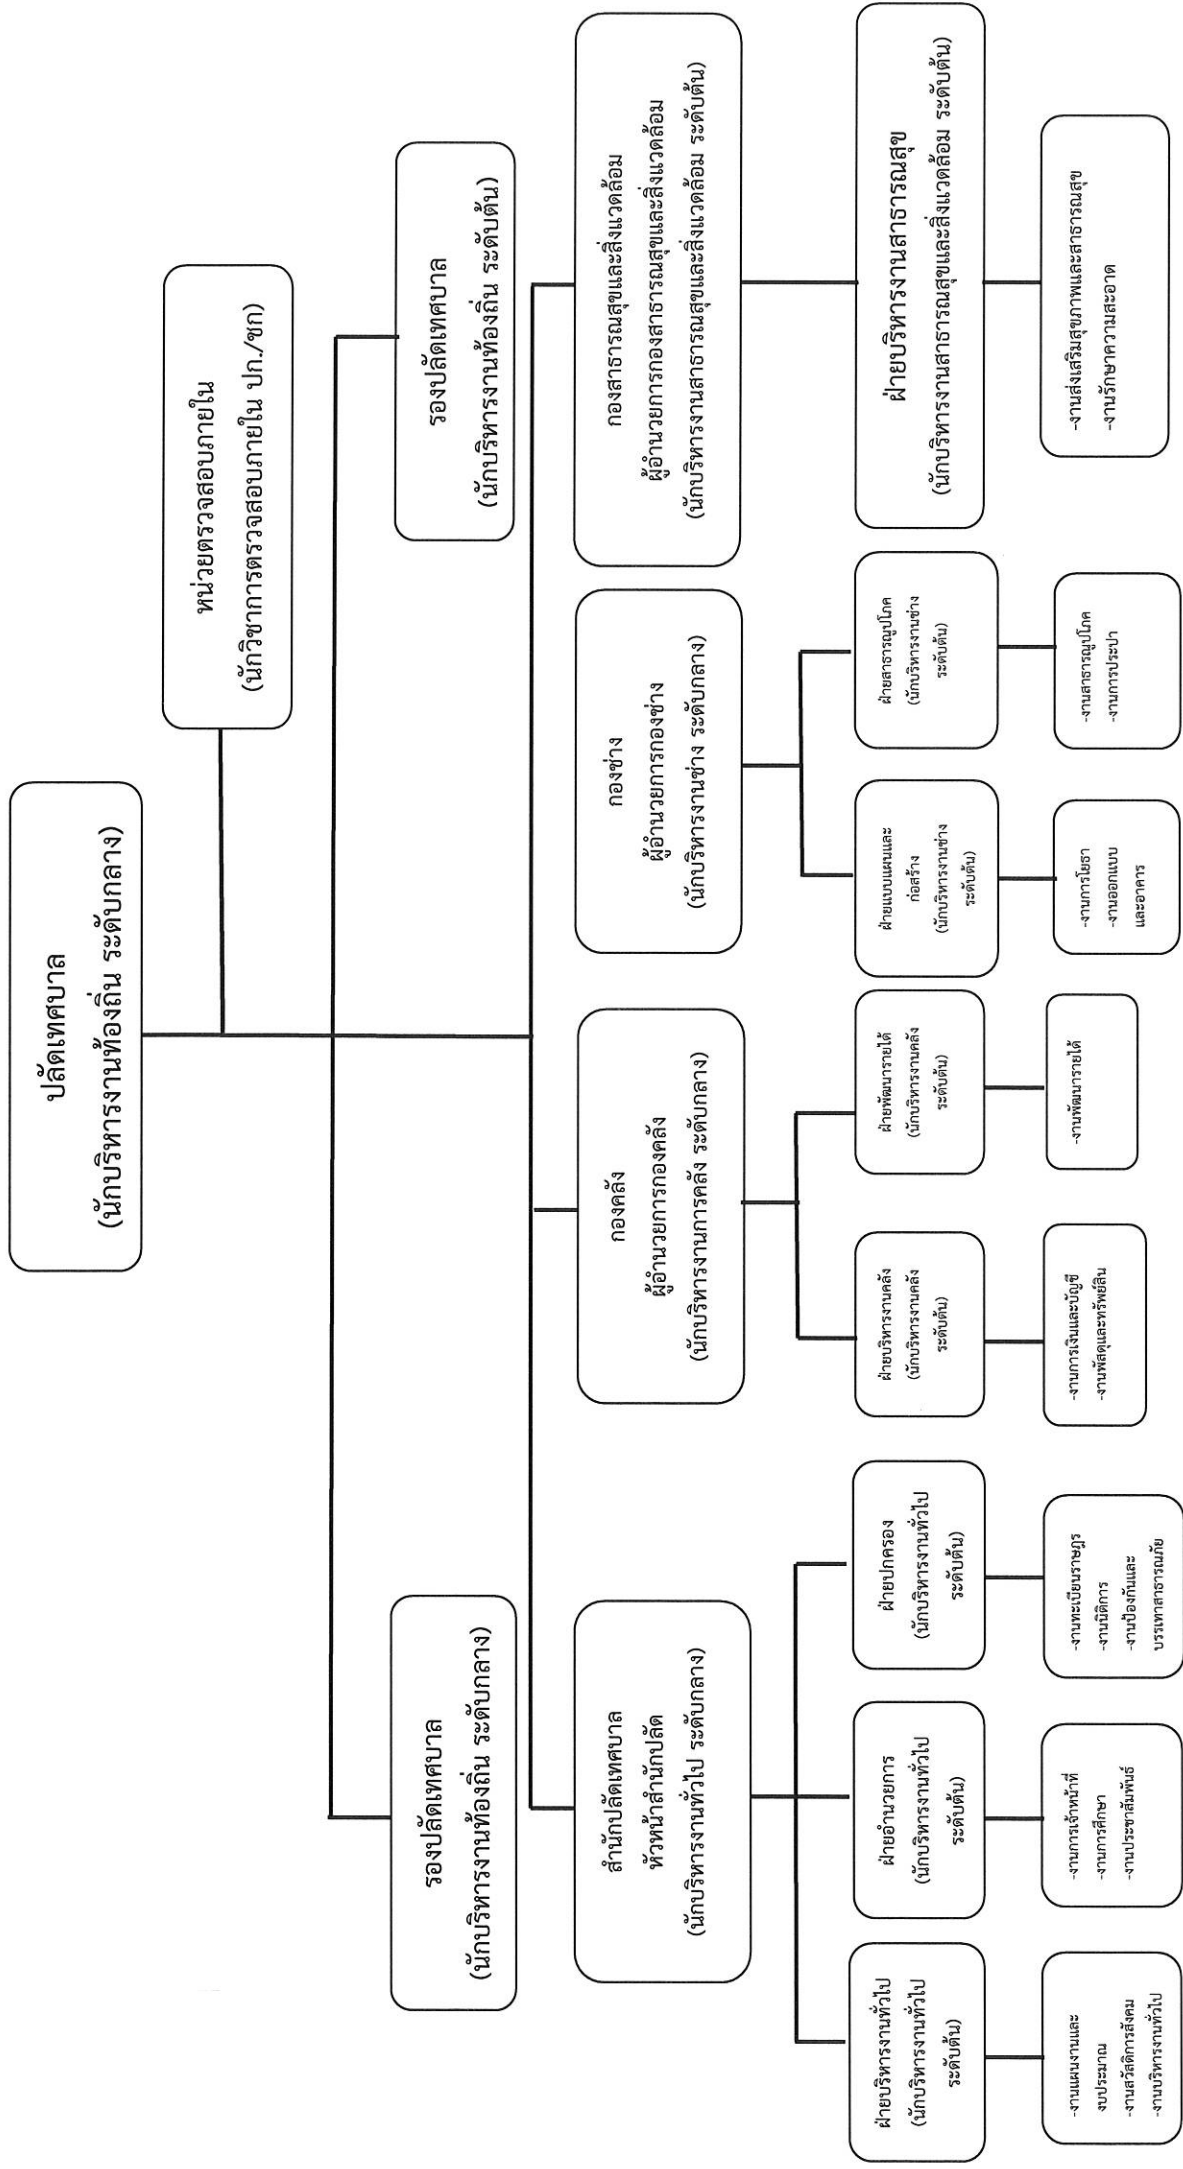 ปลัดเทศบาล
(นักบริหารงานท้องถิ่น ระดับกลาง)
หน่วยตรวจสอบภายใน
(นักวิชาการตรวจสอบภายใน ปก./ชก)
รองปลัดเทศบาล
(นักบริหารงานท้องถิ่น ระดับกลาง)
รองปลัดเทศบาล
(นักบริหารงานท้องถิ่น ระดับต้น)
สำนักปลัดเทศบาล
หัวหน้าสำนักปลัด
(นักบริหารงานทั่วไป ระดับกลาง)
กองคลัง
ผู้อำนวยการกองคลัง
(นักบริหารงานการคลัง ระดับกลาง)
กองช่าง
ผู้อำนวยการกองช่าง
(นักบริหารงานช่าง ระดับกลาง)
กองสาธารณสุขและสิ่งแวดล้อม
ผู้อำนวยการกองสาธารณสุขและสิ่งแวดล้อม
(นักบริหารงานสาธารณสุขและสิ่งแวดล้อม ระดับต้น)
ฝ่ายบริหารงานทั่วไป
(นักบริหารงานทั่วไป
ระดับต้น)
ฝ่ายอำนวยการ
(นักบริหารงานทั่วไป
ระดับต้น)
ฝ่ายปกครอง
(นักบริหารงานทั่วไป
ระดับต้น)
ฝ่ายบริหารงานคลัง
(นักบริหารงานคลัง
ระดับต้น)
ฝ่ายพัฒนารายได้
(นักบริหารงานคลัง
ระดับต้น)
ฝ่ายแบบแผนและ
ก่อสร้าง
(นักบริหารงานช่าง
ระดับต้น)
ฝ่ายสาธารณูปโภค
(นักบริหารงานช่าง
ระดับต้น)
ฝ่ายบริหารงานสาธารณสุข
(นักบริหารงานสาธารณสุขและสิ่งแวดล้อม ระดับต้น)
-งานแผนงานและ
งบประมาณ
-งานสวัสดิการสังคม
-งานบริหารงานทั่วไป
-งานการเจ้าหน้าที่
-งานการศึกษา
-งานประชาสัมพันธ์
-งานทะเบียนราษฎร
-งานนิติการ
-งานป้องกันและ
บรรเทาสาธารณภัย
-งานการเงินและบัญชี
-งานพัสดุและทรัพย์สิน
-งานพัฒนารายได้
-งานการโยธา
-งานออกแบบ
และอาคาร
-งานสาธารณูปโภค
-งานการประปา
-งานส่งเสริมสุขภาพและสาธารณสุข
-งานรักษาความสะอาด